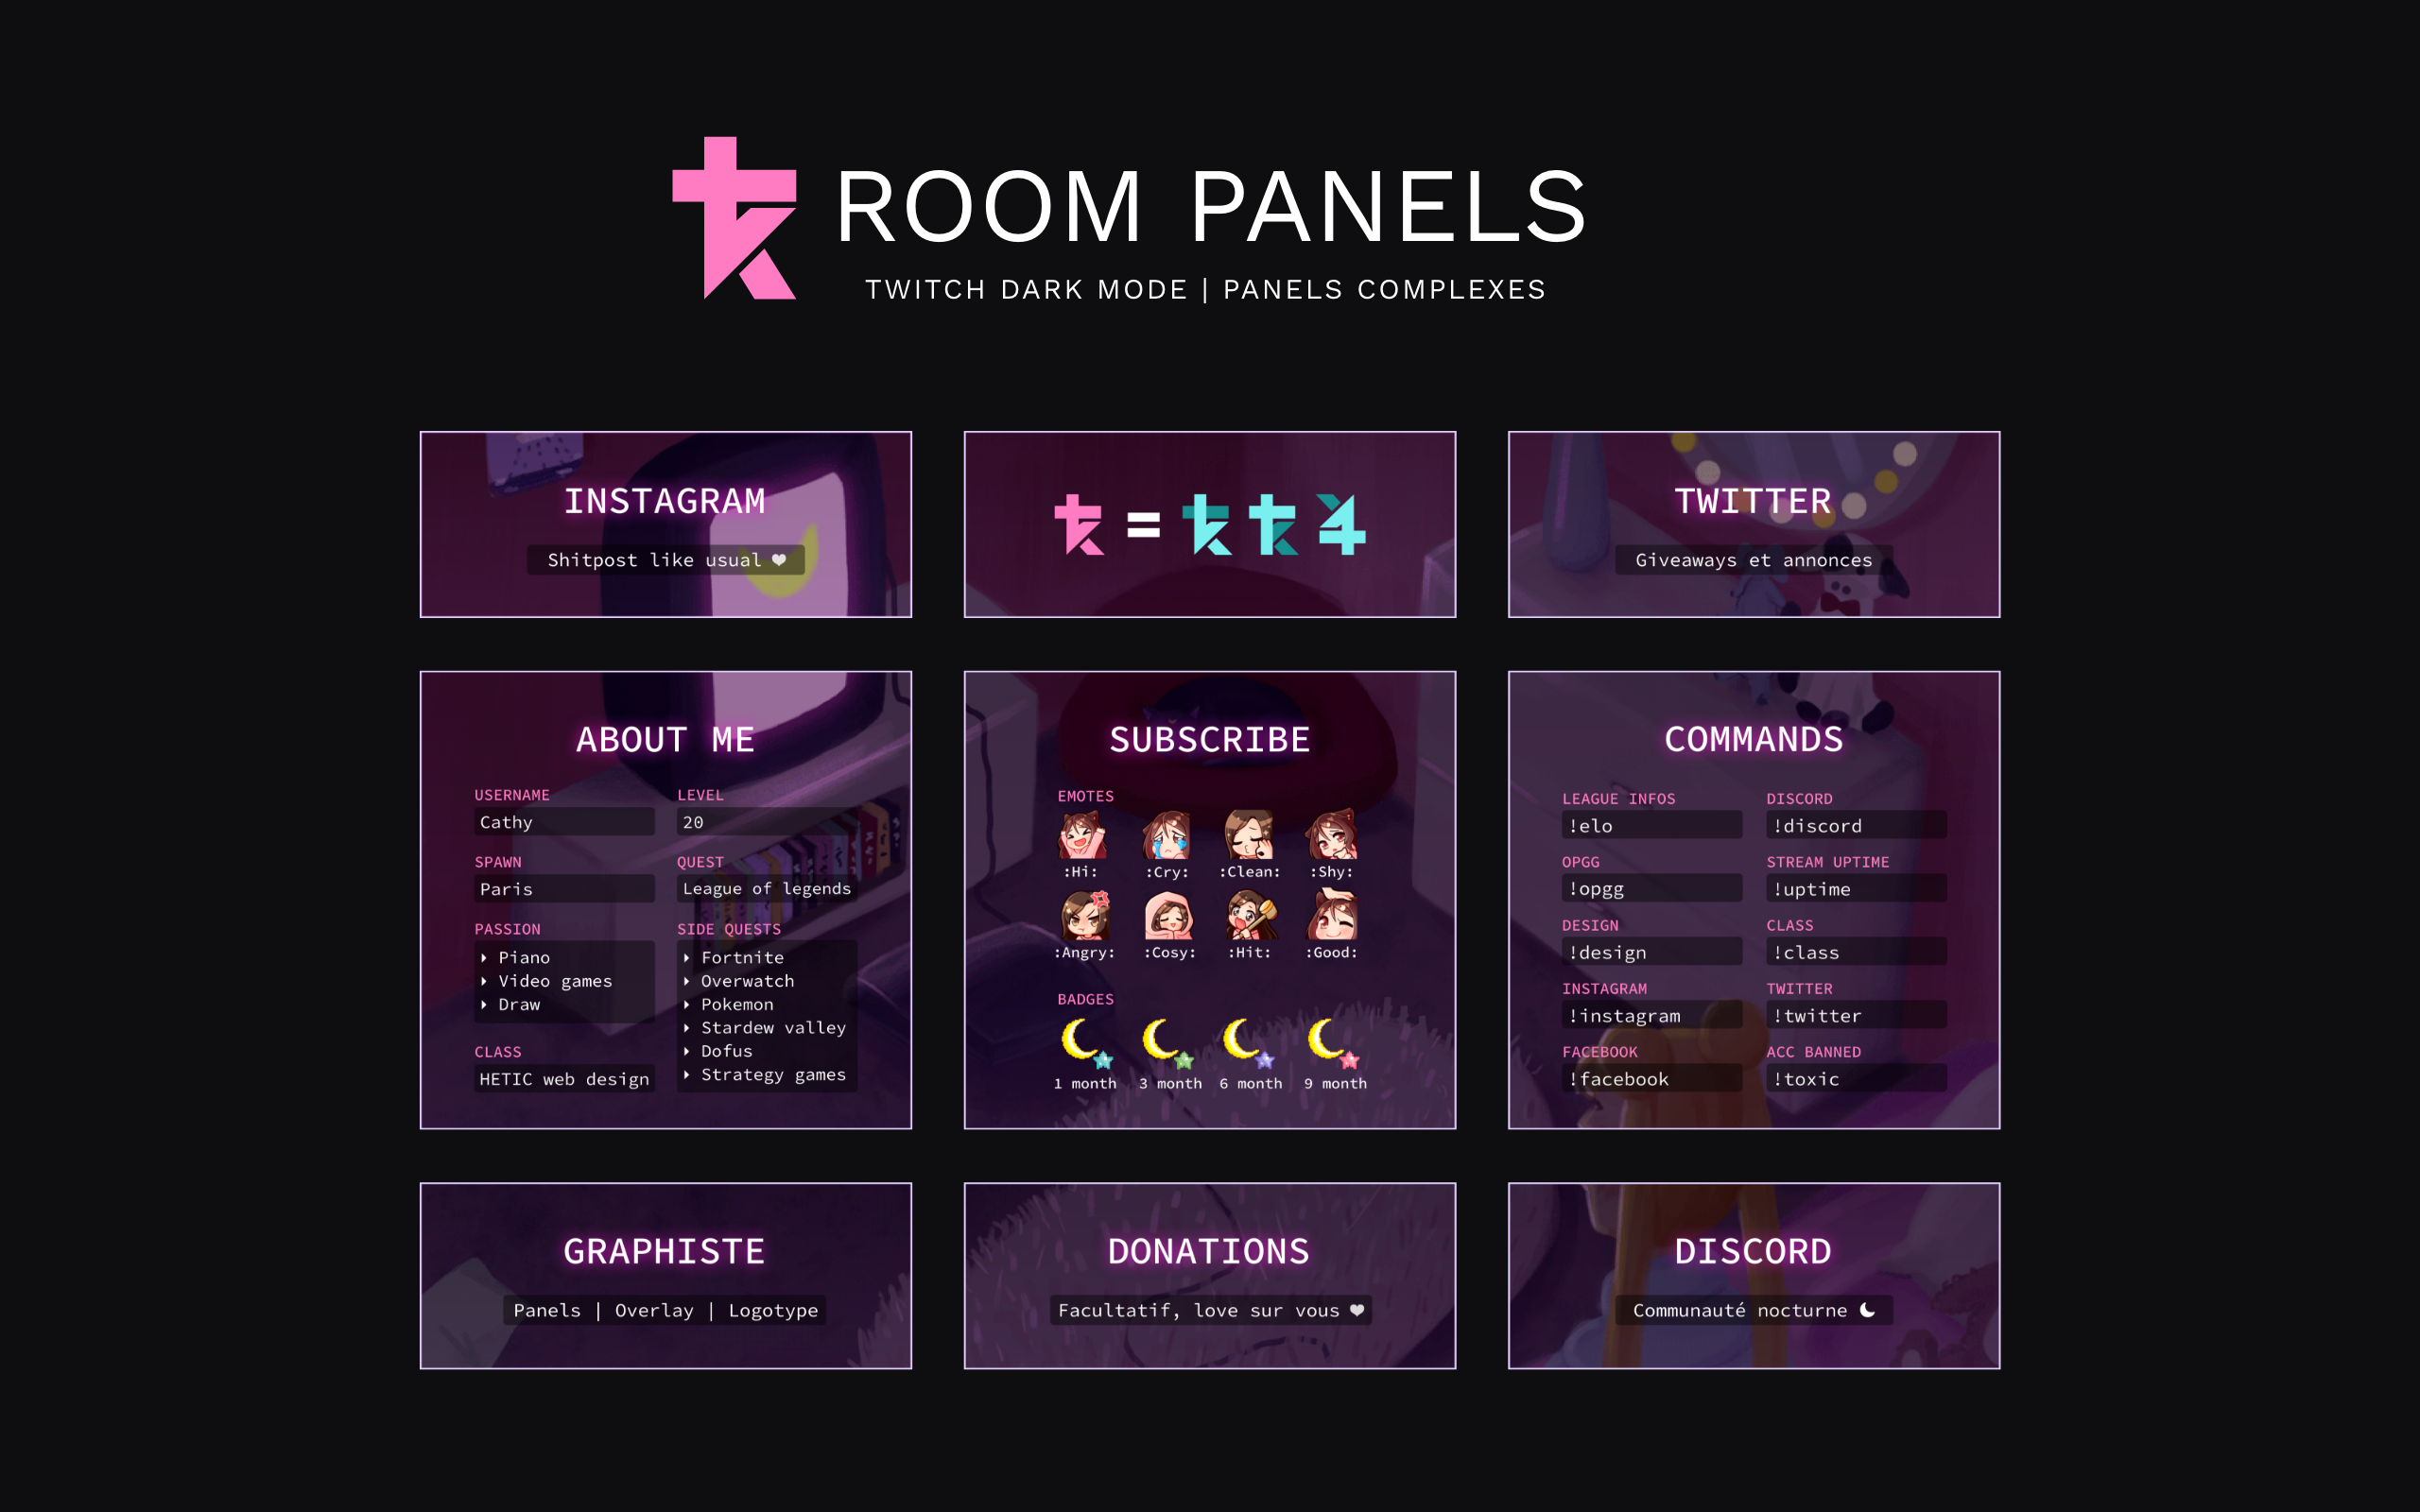 ROOM PANELS
TWITCH DARK MODE | PANELS COMPLEXES
INSTAGRAM
Shitpost like usual
=
TWITTER
Giveaways et annonces
ABOUT ME
USERNAME
Cathy
LEVEL
20
SPAWN
Paris
QUEST
League of legends
PASSION
Piano
Video games
Draw
SIDE QUESTS
Fortnite
Overwatch
Pokemon
Stardew valley
Dofus
Strategy games
CLASS
HETIC web design
SUBSCRIBE
EMOTES
:Hi: :Cry: :Clean: :Shy:
:Angry: :Cosy: :Hit: :Good:
BADGES
1 month 3 month 6 month 9 month
COMMANDS
LEAGUE INFOS
!elo
DISCORD
!discord
OPGG
!opgg
STREAM UPTIME
!uptime
DESIGN
!design
CLASS
!class
INSTAGRAM
!instagram
TWITTER
!twitter
FACEBOOK
!facebook
ACC BANNED
!toxic
GRAPHISTE
Panels | Overlay | Logotype
DONATIONS
Facultatif, love sur vous
DISCORD
Communauté nocturne